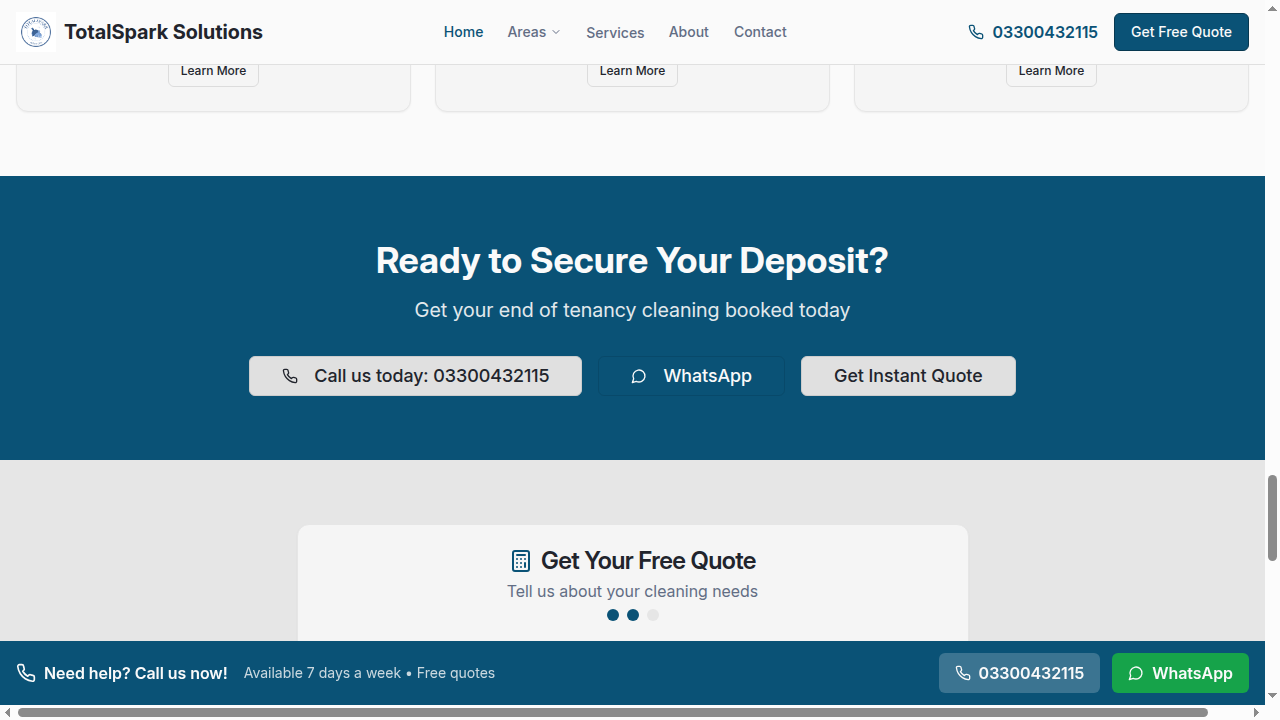 TotalSpark Solutions
Home
Areas
Services
About
Contact
03300432115
Get Free Quote
Learn More
Learn More
Learn More
Ready to Secure Your Deposit?
Get your end of tenancy cleaning booked today
Call us today: 03300432115
WhatsApp
Get Instant Quote
Get Your Free Quote
Tell us about your cleaning needs
Need help? Call us now!
Available 7 days a week • Free quotes
03300432115
WhatsApp